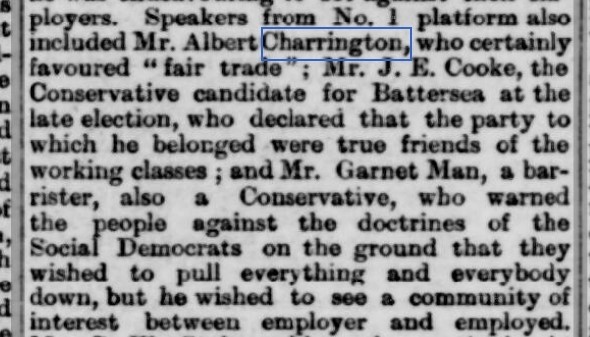 ployers. Speakers from No. 1 platform also
included Mr. Albert Charrington, who certainly
favoured "fair trade"; Mr. J. E. Cooke, the
Conservative candidate for Battersea at the
late election, who declared that the party to
which he belonged were true friends of the
working classes; and Mr. Garnet Man, a bar-
rister, also a Conservative, who warned
the people against the doctrines of the
Social Democrats on the ground that they
wished to pull everything and everybody
down, but he wished to see a community of
interest between employer and employed.